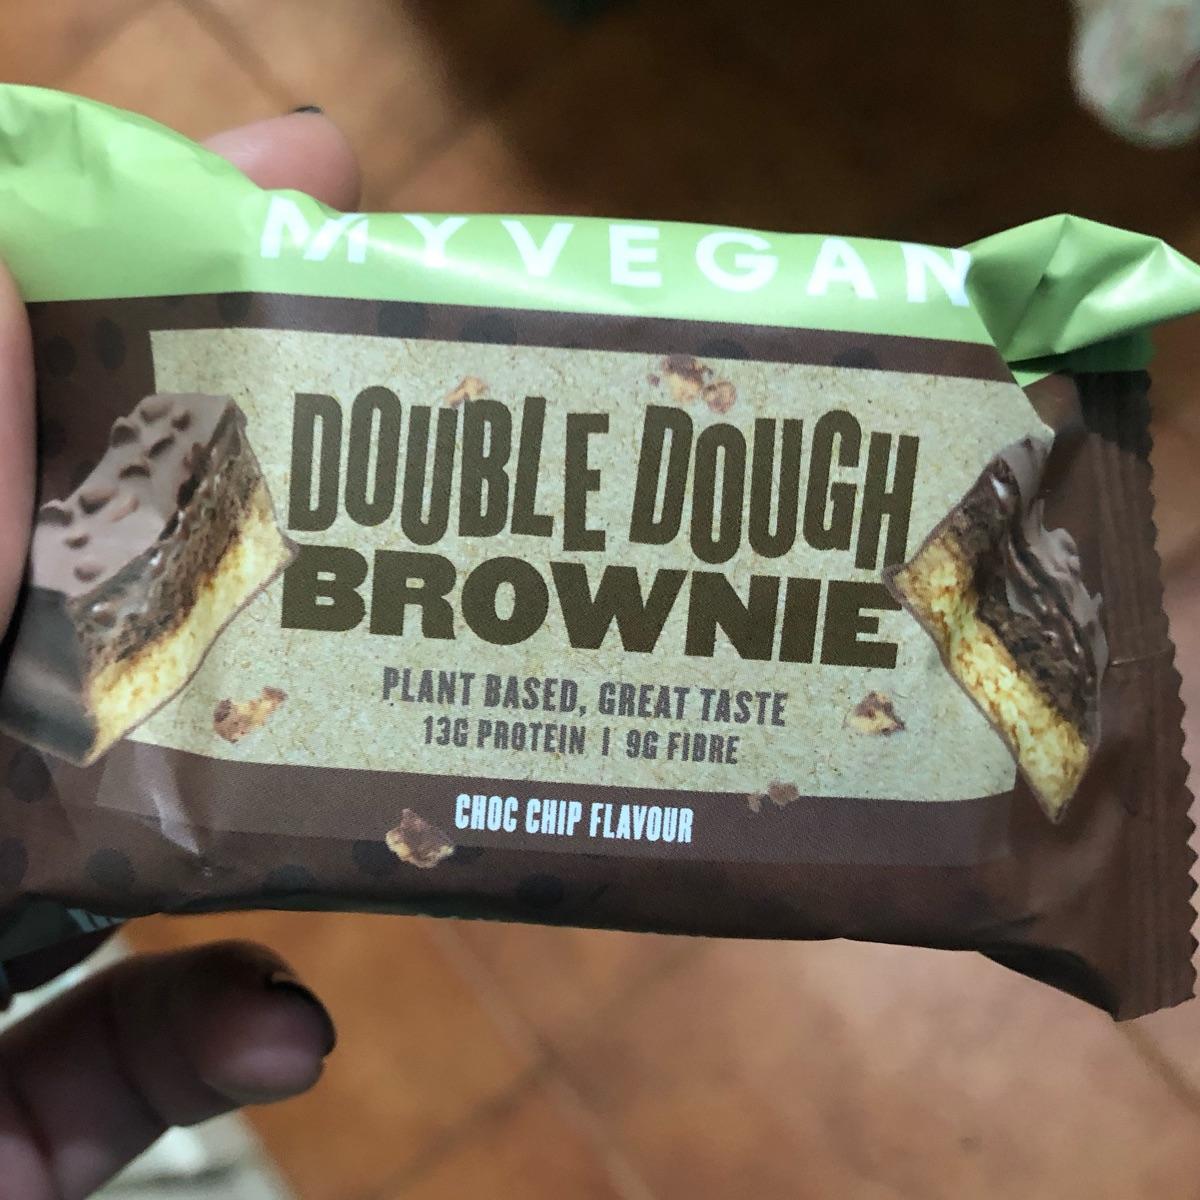 MYVEGAN
DOUBLE DOUGH
BROWNIE
PLANT BASED, GREAT TASTE
13G PROTEIN | 9G FIBRE
CHOC CHIP FLAVOUR